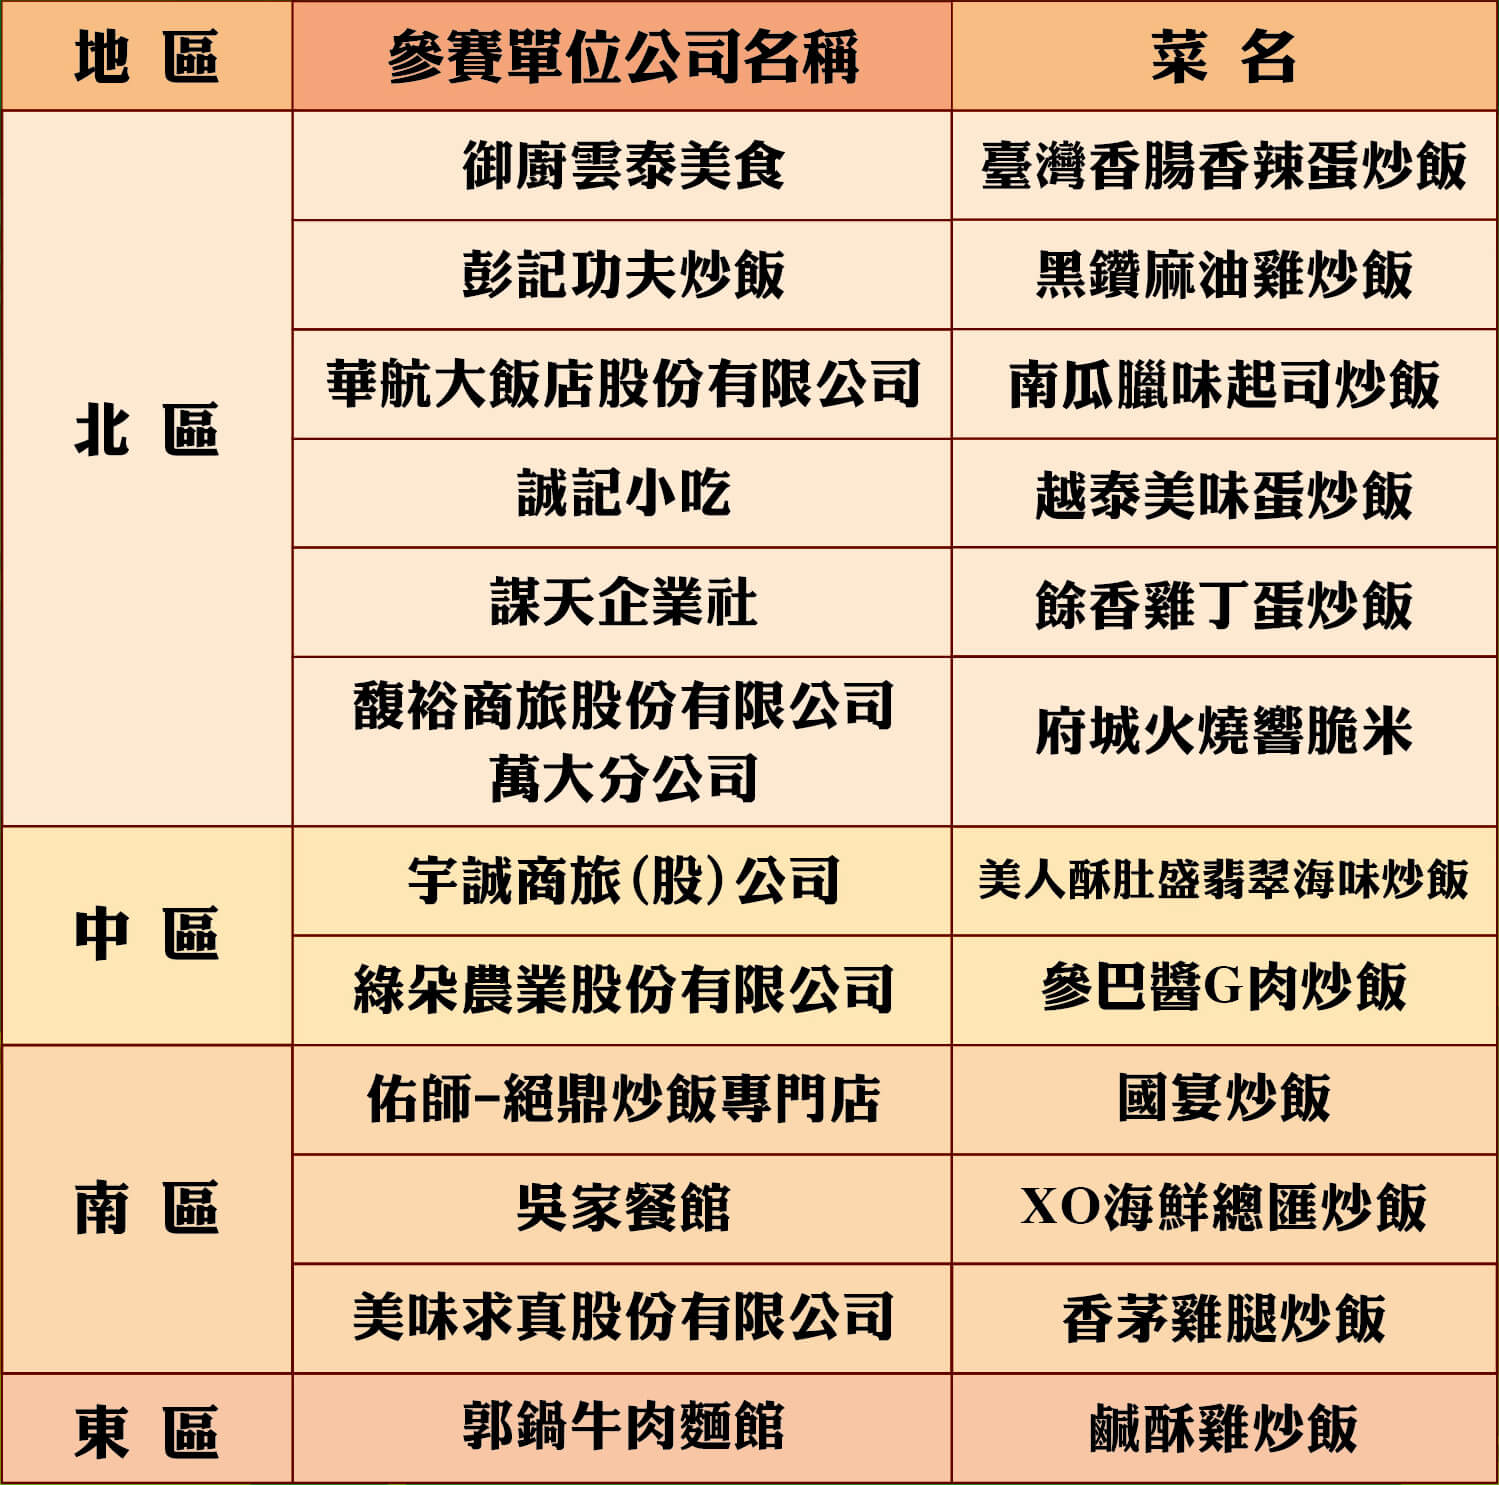 地 區 參賽單位公司名稱 菜 名
北 區
御廚雲泰美食 臺灣香腸香辣蛋炒飯
彭記功夫炒飯 黑鑽麻油雞炒飯
華航大飯店股份有限公司 南瓜臘味起司炒飯
誠記小吃 越泰美味蛋炒飯
謀天企業社 餘香雞丁蛋炒飯
馥裕商旅股份有限公司
萬大分公司 府城火燒響脆米
中 區
宇誠商旅(股)公司 美人酥肚盛翡翠海味炒飯
綠朵農業股份有限公司 參巴醬G肉炒飯
南 區
佑師-絕鼎炒飯專門店 國宴炒飯
吳家餐館 XO海鮮總匯炒飯
美味求真股份有限公司 香茅雞腿炒飯
東 區 郭鍋牛肉麵館 鹹酥雞炒飯